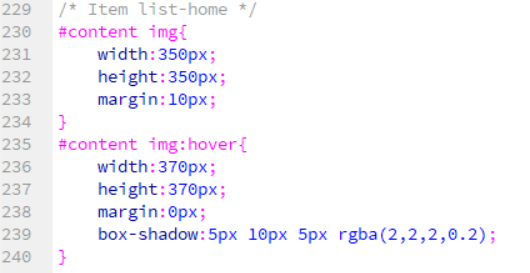 229 /* Item list-home */
230 #content img{
231     width:350px;
232     height:350px;
233     margin:10px;
234 }
235 #content img:hover{
236     width:370px;
237     height:370px;
238     margin:0px;
239     box-shadow:5px 10px 5px rgba(2,2,2,0.2);
240 }